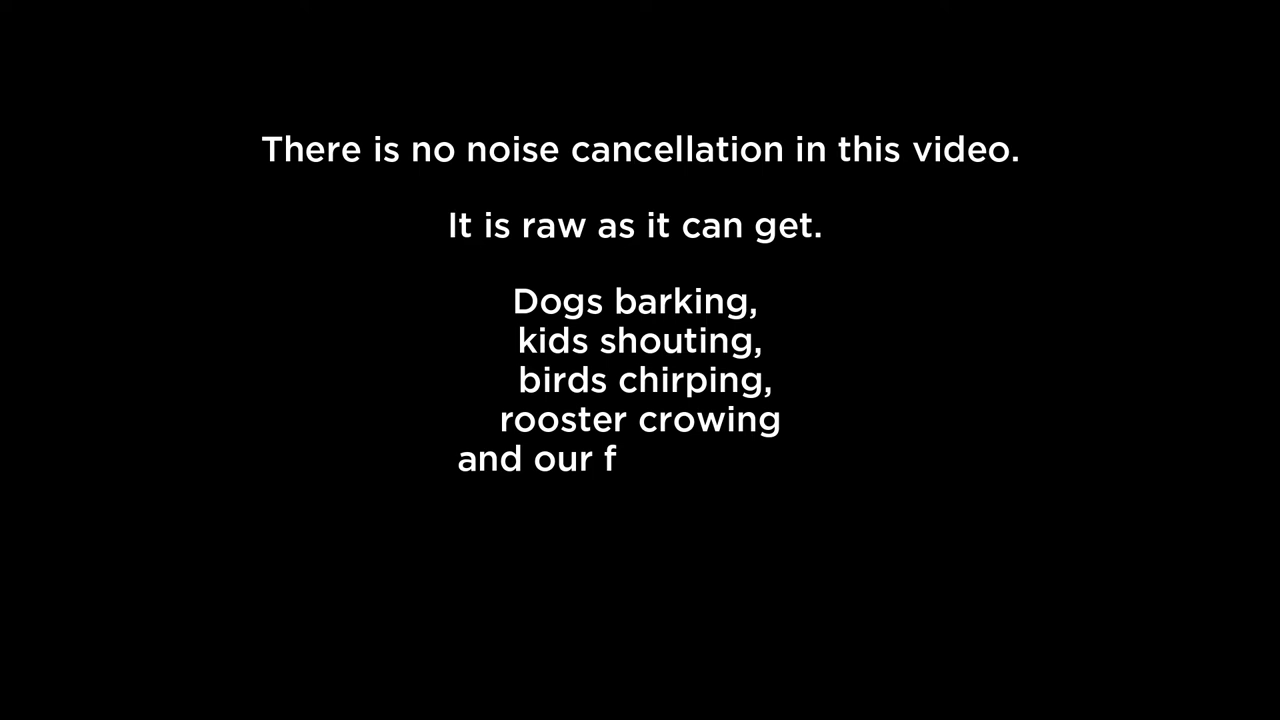 There is no noise cancellation in this video.
It is raw as it can get.
Dogs barking,
kids shouting,
birds chirping,
rooster crowing
and our f